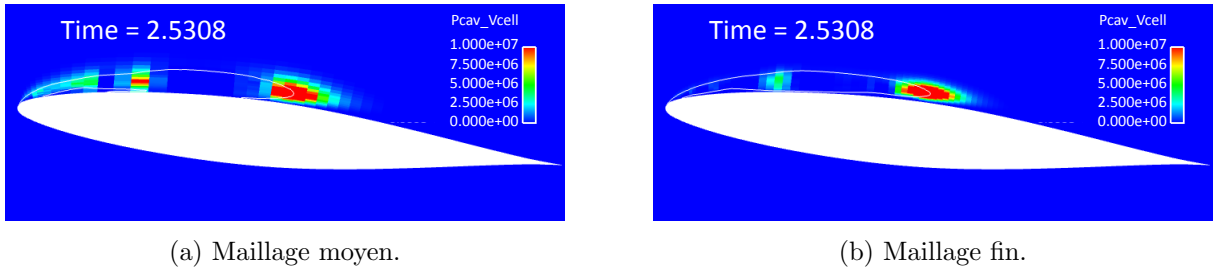 Time = 2.5308
Pcav_Vcell
1.000e+07
7.500e+06
5.000e+06
2.500e+06
0.000e+00
(a) Maillage moyen.
Time = 2.5308
Pcav_Vcell
1.000e+07
7.500e+06
5.000e+06
2.500e+06
0.000e+00
(b) Maillage fin.